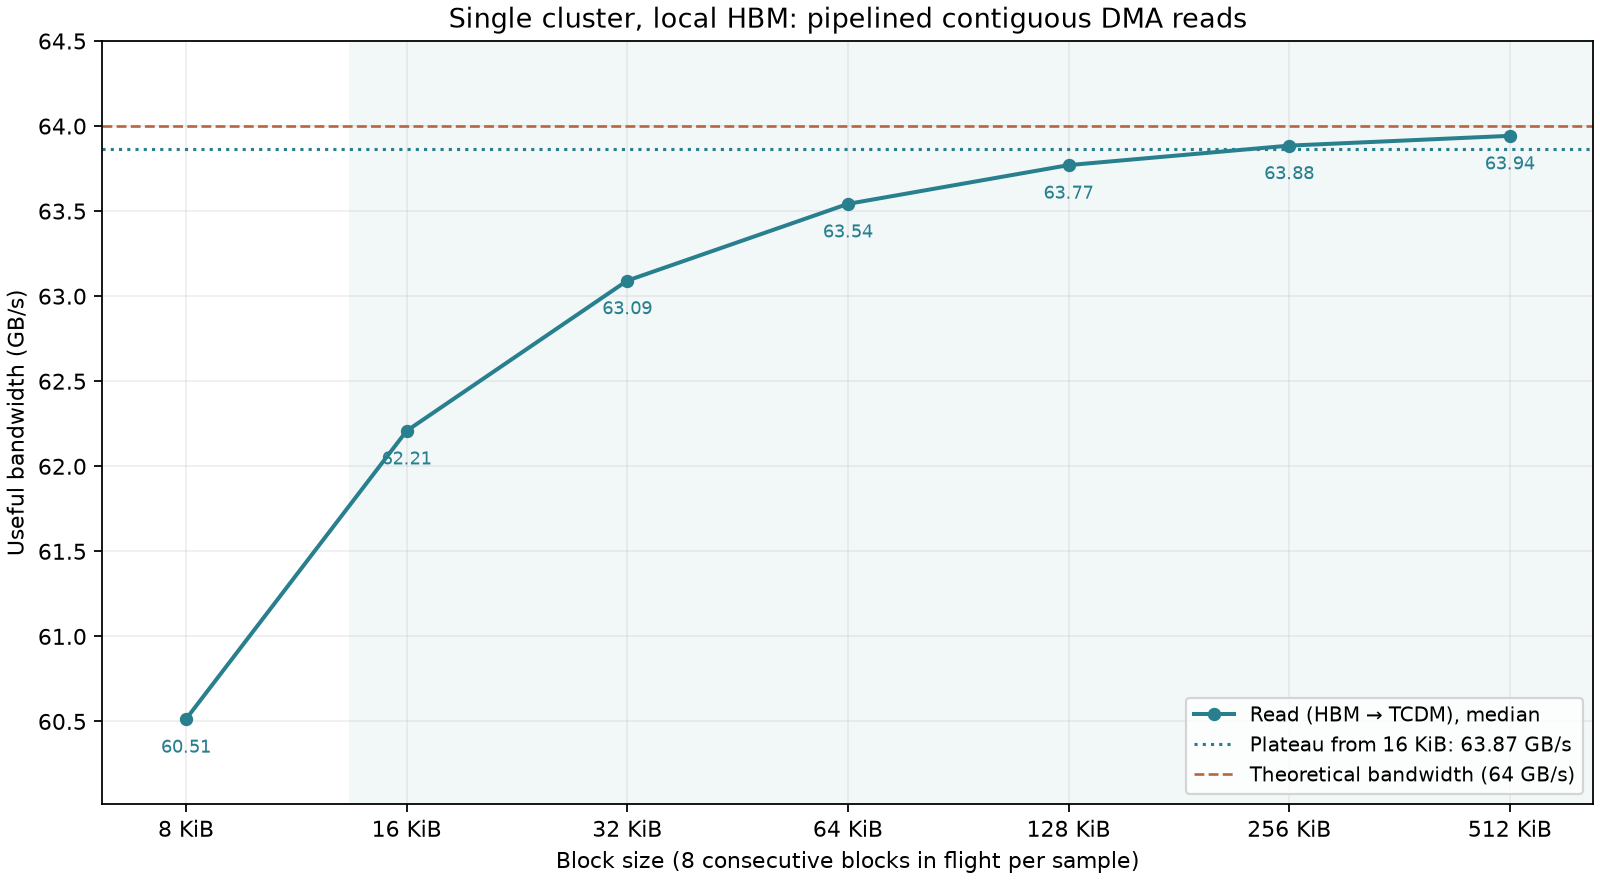 Single cluster, local HBM: pipelined contiguous DMA reads
Useful bandwidth (GB/s)
64.5
64.0
63.5
63.0
62.5
62.0
61.5
61.0
60.5
60.51
62.21
63.09
63.54
63.77
63.88
63.94
Read (HBM → TCDM), median
Plateau from 16 KiB: 63.87 GB/s
Theoretical bandwidth (64 GB/s)
8 KiB
16 KiB
32 KiB
64 KiB
128 KiB
256 KiB
512 KiB
Block size (8 consecutive blocks in flight per sample)